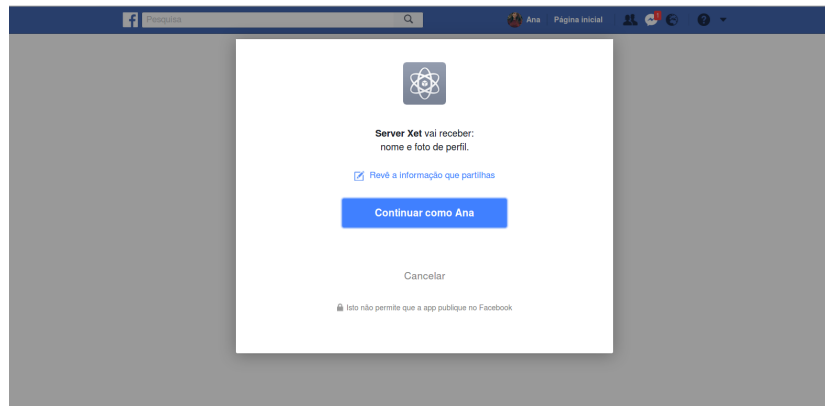 f Pesquisa Ana Página inicial 1
Server Xet vai receber:
nome e foto de perfil.
Revê a informação que partilhas
Continuar como Ana
Cancelar
Isto não permite que a app publique no Facebook